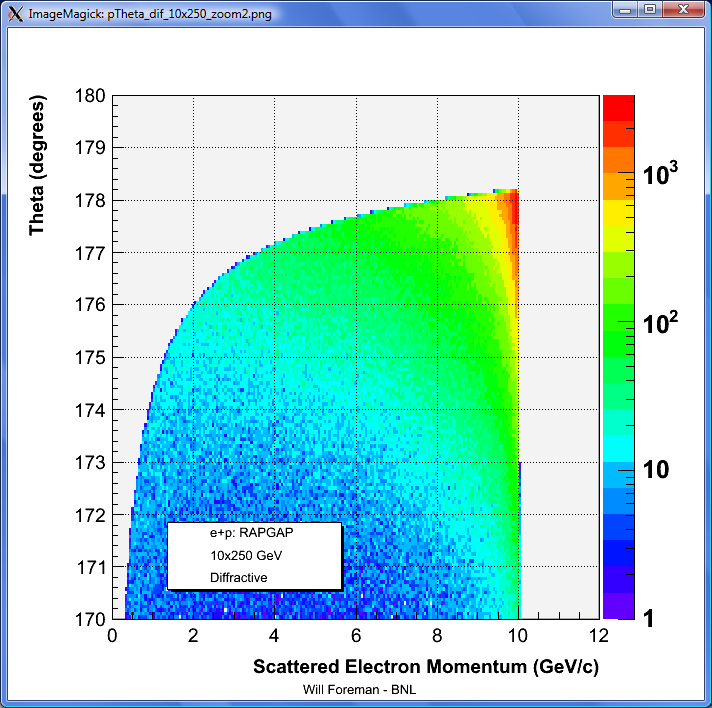 ImageMagick: pTheta_dif_10x250_zoom2.png
Theta (degrees)
180
179
178
177
176
175
174
173
172
171
170
0 2 4 6 8 10 12
10³
10²
10
1
e+p: RAPGAP
10x250 GeV
Diffractive
Scattered Electron Momentum (GeV/c)
Will Foreman - BNL